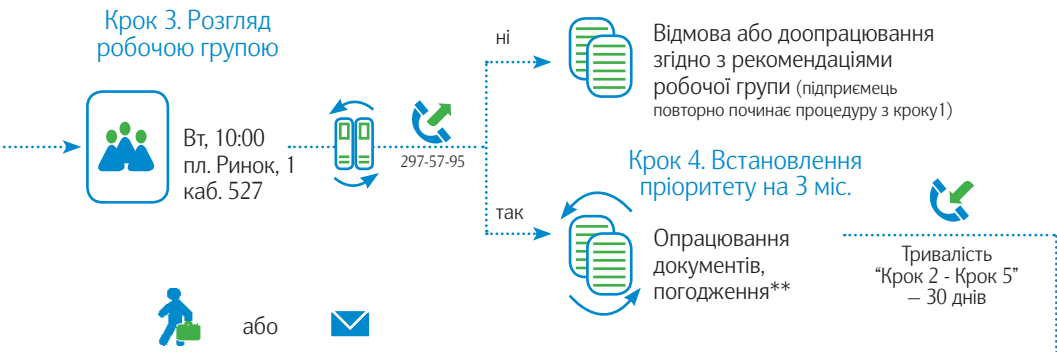 Крок 3. Розгляд
робочою групою
Вт, 10:00
пл. Ринок, 1
каб. 527
297-57-95
ні
Відмова або доопрацювання
згідно з рекомендаціями
робочої групи (підприємець
повторно починає процедуру з кроку1)
так
Крок 4. Встановлення
пріоритету на 3 міс.
Опрацювання
документів,
погодження**
Тривалість
“Крок 2 - Крок 5”
— 30 днів
або